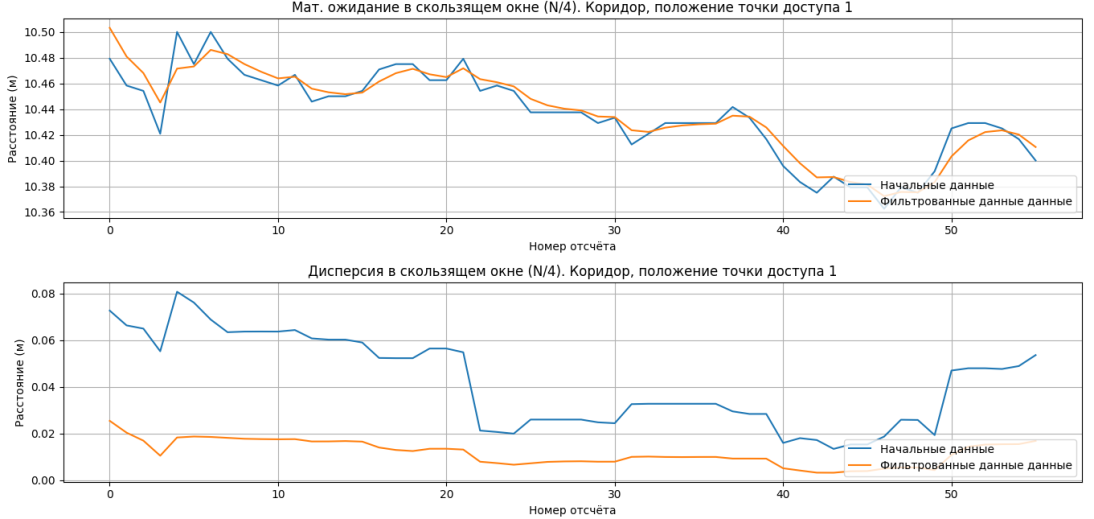 Мат. ожидание в скользящем окне (N/4). Коридор, положение точки доступа 1
Расстояние (м)
10.50
10.48
10.46
10.44
10.42
10.40
10.38
10.36
Начальные данные
Фильтрованные данные данные
0 10 20 30 40 50
Номер отсчёта
Дисперсия в скользящем окне (N/4). Коридор, положение точки доступа 1
Расстояние (м)
0.08
0.06
0.04
0.02
0.00
Начальные данные
Фильтрованные данные данные
0 10 20 30 40 50
Номер отсчёта